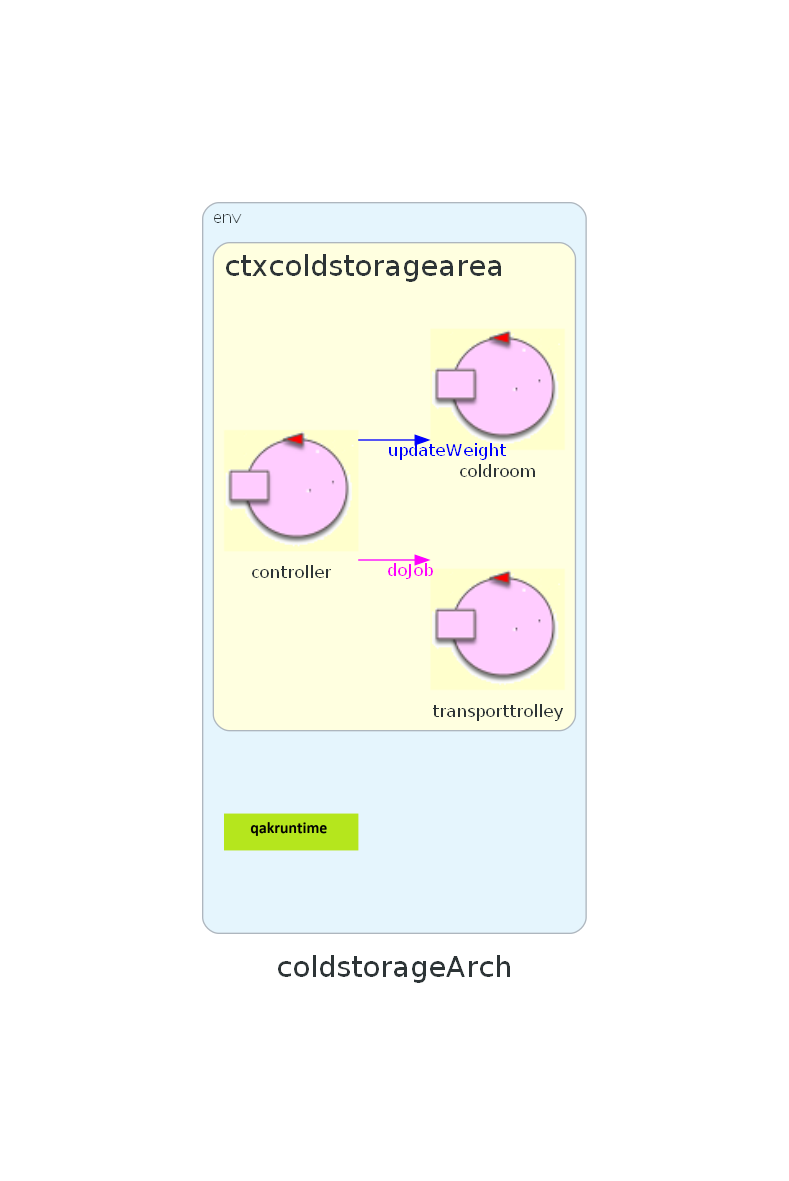 env
ctxcoldstoragearea
updateWeight
coldroom
controller
doJob
transporttrolley
qakruntime
coldstorageArch